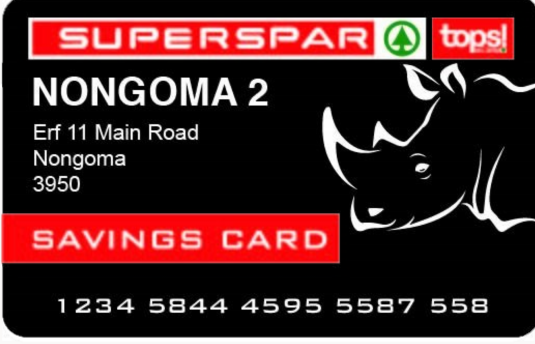 SUPERSPAR tops!
NONGOMA 2
Erf 11 Main Road
Nongoma
3950
SAVINGS CARD
1234 5844 4595 5587 558